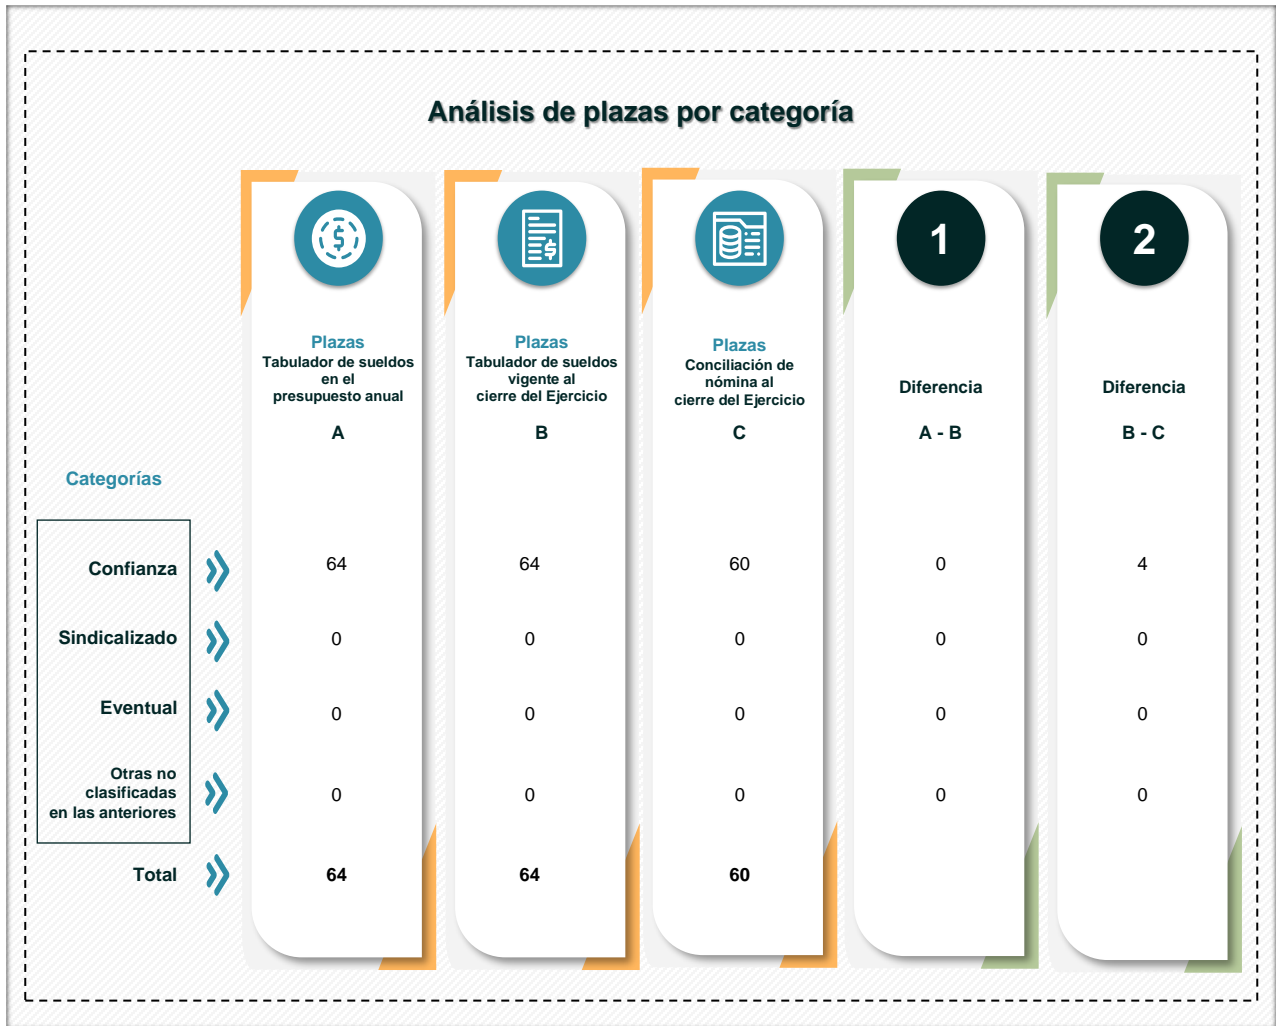 Análisis de plazas por categoría
1
2
Plazas
Tabulador de sueldos
en el
presupuesto anual
A
Plazas
Tabulador de sueldos
vigente al
cierre del Ejercicio
B
Plazas
Conciliación de
nómina al
cierre del Ejercicio
C
Diferencia
A - B
Diferencia
B - C
Categorías
Confianza 64 64 60 0 4
Sindicalizado 0 0 0 0 0
Eventual 0 0 0 0 0
Otras no
clasificadas
en las anteriores 0 0 0 0 0
Total 64 64 60